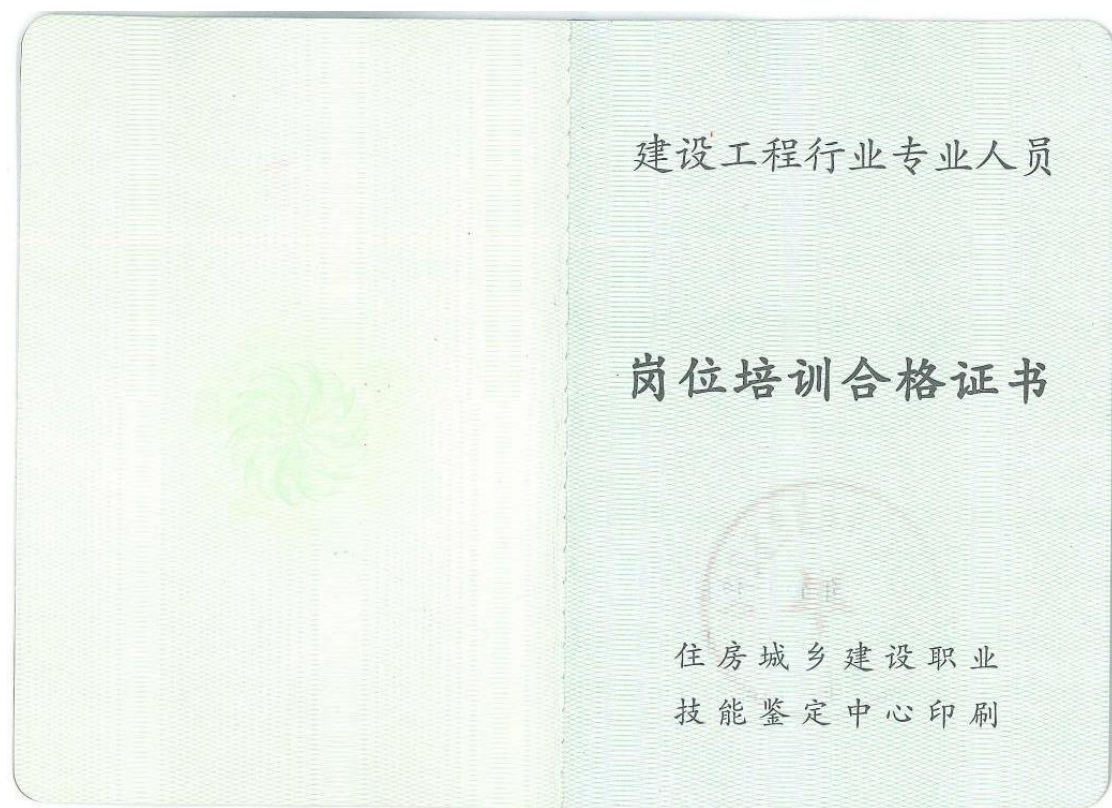 建设工程行业专业人员
岗位培训合格证书
住房城乡建设职业
技能鉴定中心印刷